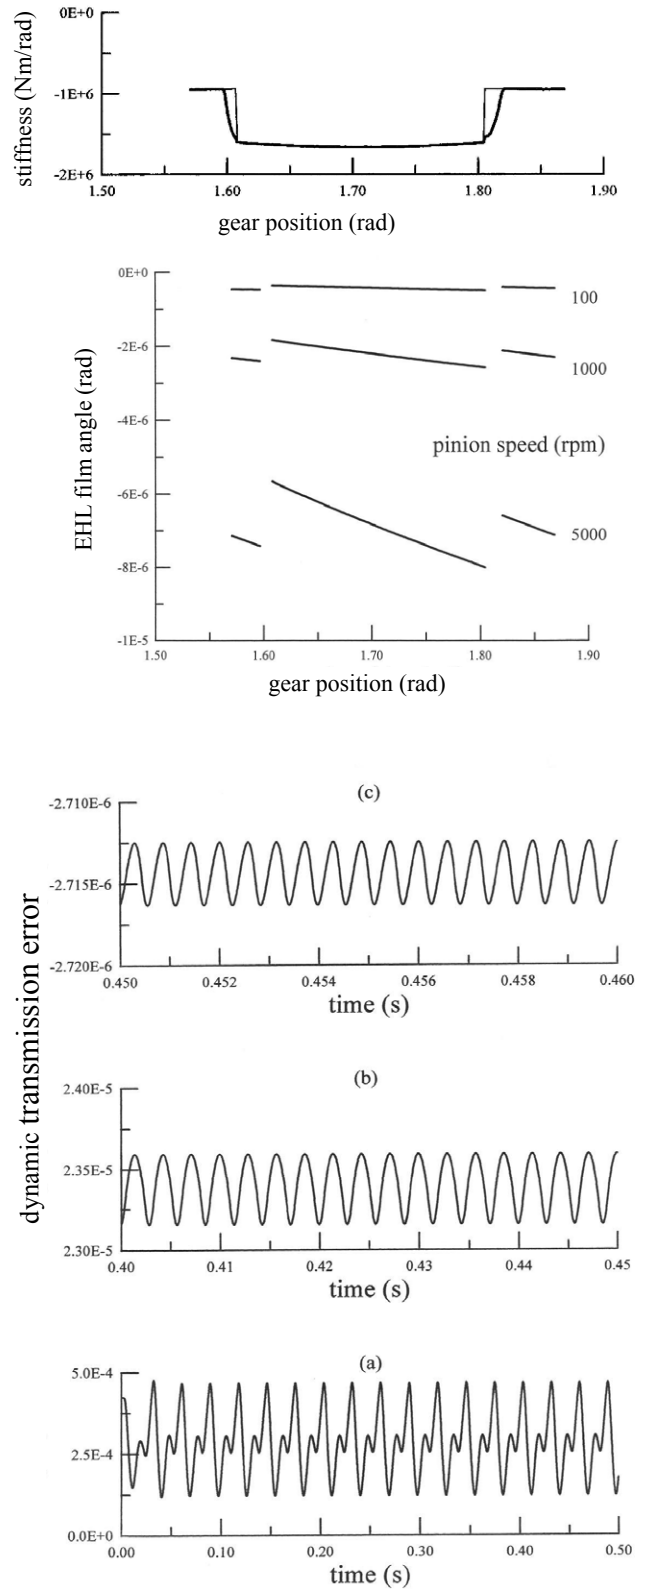 0E+0
stiffness (Nm/rad)
-1E+6
-2E+6
1.50 1.60 1.70 1.80 1.90
gear position (rad)
0E+0
100
-2E-6
1000
EHL film angle (rad)
-4E-6
pinion speed (rpm)
-6E-6
5000
-8E-6
-1E-5
1.50 1.60 1.70 1.80 1.90
gear position (rad)
(c)
-2.710E-6
-2.715E-6
-2.720E-6
0.450 0.452 0.454 0.456 0.458 0.460
time (s)
dynamic transmission error
(b)
2.40E-5
2.35E-5
2.30E-5
0.40 0.41 0.42 0.43 0.44 0.45
time (s)
(a)
5.0E-4
2.5E-4
0.0E+0
0.00 0.10 0.20 0.30 0.40 0.50
time (s)